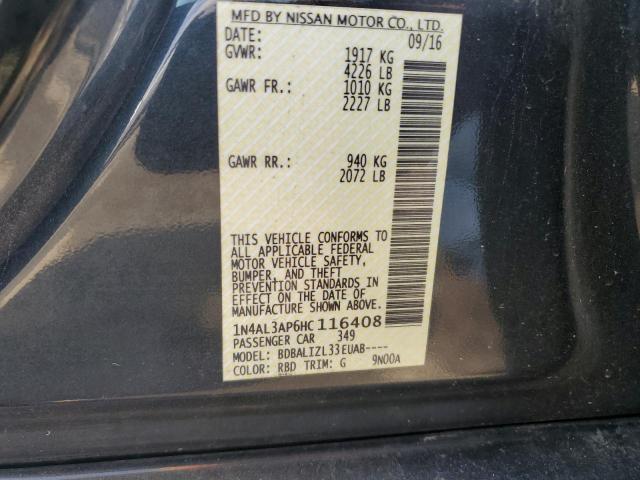 MFD BY NISSAN MOTOR CO., LTD.
DATE: 09/16
GVWR: 1917 KG
4226 LB
GAWR FR.: 1010 KG
2227 LB
GAWR RR.: 940 KG
2072 LB
THIS VEHICLE CONFORMS TO
ALL APPLICABLE FEDERAL
MOTOR VEHICLE SAFETY,
BUMPER, AND THEFT
PREVENTION STANDARDS IN
EFFECT ON THE DATE OF
MANUFACTURE SHOWN ABOVE.
1N4AL3AP6HC116408
PASSENGER CAR 349
MODEL: BDBALIZL33EUAB----
COLOR: RBD TRIM: G 9N00A